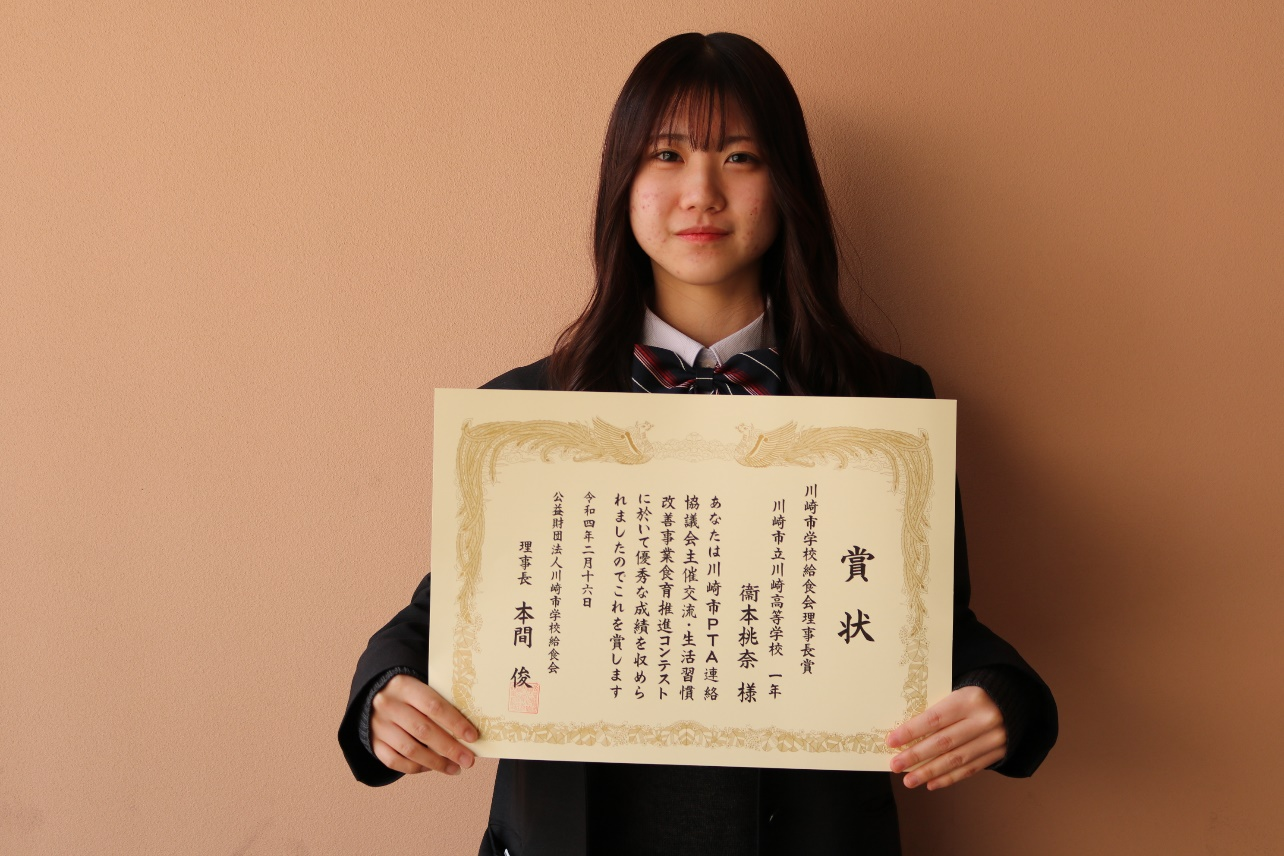 賞状
川崎市学校給食会理事長賞
川崎市立川崎高等学校 一年
衞本桃奈 様
あなたは川崎市PTA連絡
協議会主催交流・生活習慣
改善事業食育推進コンテスト
に於いて優秀な成績を収めら
れましたのでこれを賞します
令和四年二月十六日
公益財団法人川崎市学校給食会
理事長 本間 俊